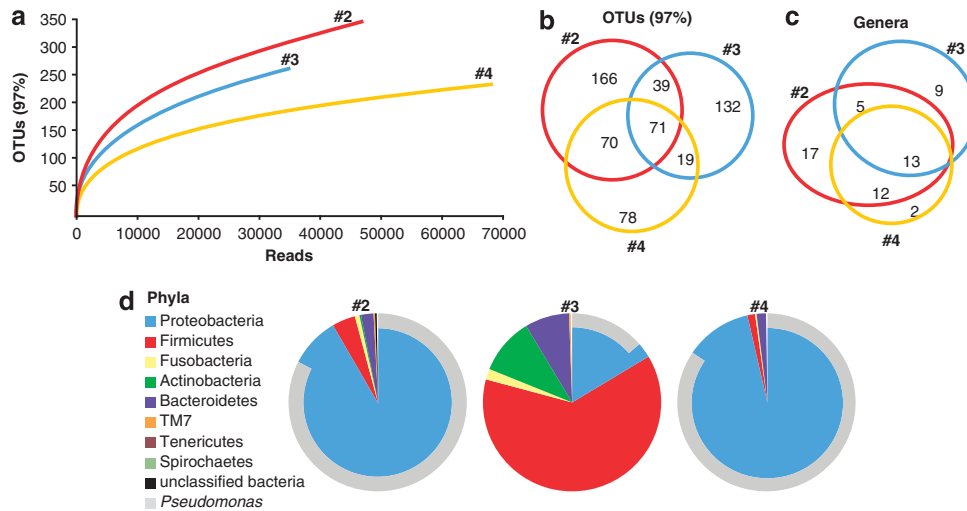 a
OTUs (97%)
350
300
250
200
150
100
50
0
10000
20000
30000
40000
50000
60000
70000
Reads
#2
#3
#4
b
OTUs (97%)
#2
#3
166
39
132
70
71
19
78
#4
c
Genera
#3
#2
9
5
17
13
12
2
#4
d
Phyla
Proteobacteria
Firmicutes
Fusobacteria
Actinobacteria
Bacteroidetes
TM7
Tenericutes
Spirochaetes
unclassified bacteria
Pseudomonas
#2
#3
#4